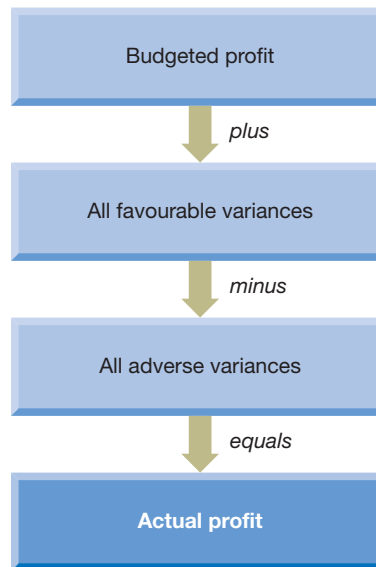 Budgeted profit
plus
All favourable variances
minus
All adverse variances
equals
Actual profit